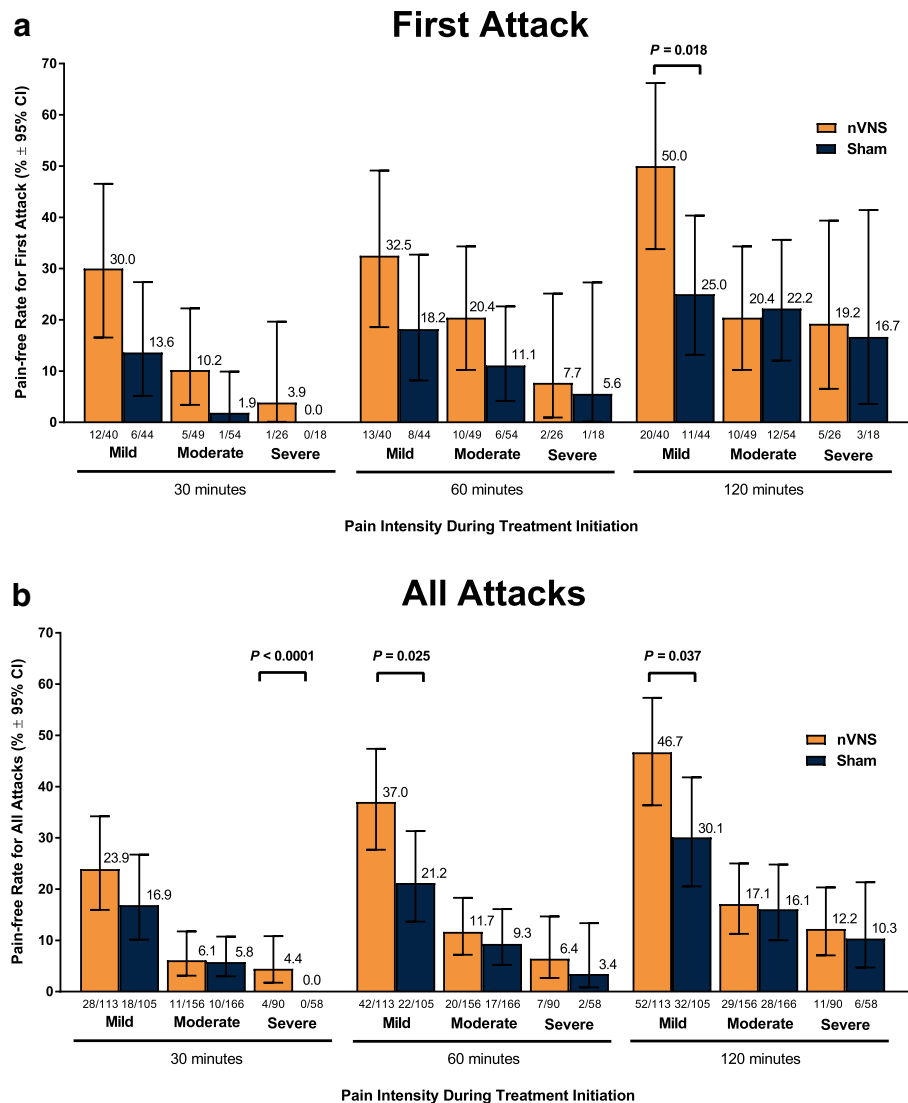 a
First Attack
Pain-free Rate for First Attack (% ± 95% CI)
70
60
50
40
30
20
10
0
P = 0.018
nVNS
Sham
30.0
13.6
10.2
1.9
3.9
0.0
32.5
18.2
20.4
11.1
7.7
5.6
50.0
25.0
20.4
22.2
19.2
16.7
12/40 6/44 5/49 1/54 1/26 0/18 13/40 8/44 10/49 6/54 2/26 1/18 20/40 11/44 10/49 12/54 5/26 3/18
Mild Moderate Severe Mild Moderate Severe Mild Moderate Severe
30 minutes 60 minutes 120 minutes
Pain Intensity During Treatment Initiation
b
All Attacks
Pain-free Rate for All Attacks (% ± 95% CI)
70
60
50
40
30
20
10
0
P < 0.0001
P = 0.025
P = 0.037
nVNS
Sham
23.9
16.9
6.1
5.8
4.4
0.0
37.0
21.2
11.7
9.3
6.4
3.4
46.7
30.1
17.1
16.1
12.2
10.3
28/113 18/105 11/156 10/166 4/90 0/58 42/113 22/105 20/156 17/166 7/90 2/58 52/113 32/105 29/156 28/166 11/90 6/58
Mild Moderate Severe Mild Moderate Severe Mild Moderate Severe
30 minutes 60 minutes 120 minutes
Pain Intensity During Treatment Initiation